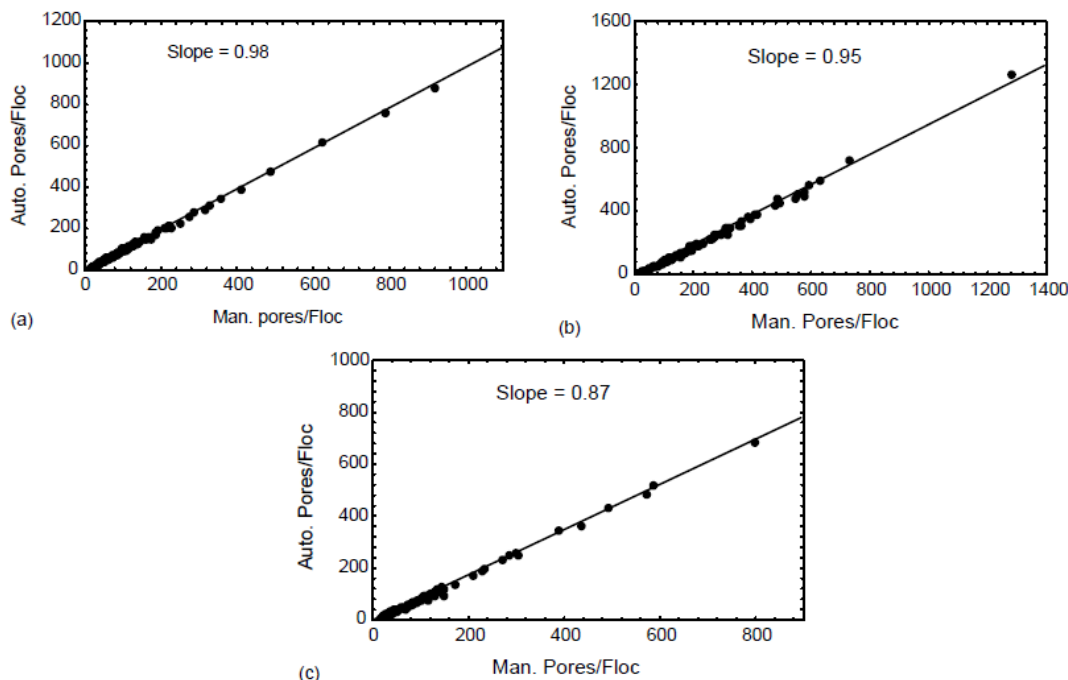 1200
1000
800
600
400
200
0
Auto. Pores/Floc
Slope = 0.98
0 200 400 600 800 1000
Man. pores/Floc
(a)
1600
1200
800
400
0
Auto. Pores/Floc
Slope = 0.95
0 200 400 600 800 1000 1200 1400
Man. Pores/Floc
(b)
1000
800
600
400
200
0
Auto. Pores/Floc
Slope = 0.87
0 200 400 600 800
Man. Pores/Floc
(c)